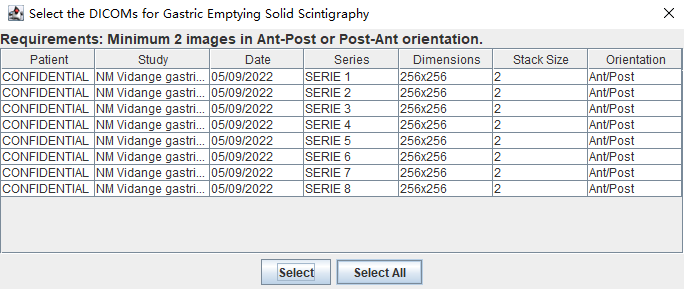 Select the DICOMs for Gastric Emptying Solid Scintigraphy
Requirements: Minimum 2 images in Ant-Post or Post-Ant orientation.
Patient Study Date Series Dimensions Stack Size Orientation
CONFIDENTIAL NM Vidange gastri... 05/09/2022 SERIE 1 256x256 2 Ant/Post
CONFIDENTIAL NM Vidange gastri... 05/09/2022 SERIE 2 256x256 2 Ant/Post
CONFIDENTIAL NM Vidange gastri... 05/09/2022 SERIE 3 256x256 2 Ant/Post
CONFIDENTIAL NM Vidange gastri... 05/09/2022 SERIE 4 256x256 2 Ant/Post
CONFIDENTIAL NM Vidange gastri... 05/09/2022 SERIE 5 256x256 2 Ant/Post
CONFIDENTIAL NM Vidange gastri... 05/09/2022 SERIE 6 256x256 2 Ant/Post
CONFIDENTIAL NM Vidange gastri... 05/09/2022 SERIE 7 256x256 2 Ant/Post
CONFIDENTIAL NM Vidange gastri... 05/09/2022 SERIE 8 256x256 2 Ant/Post
Select Select All